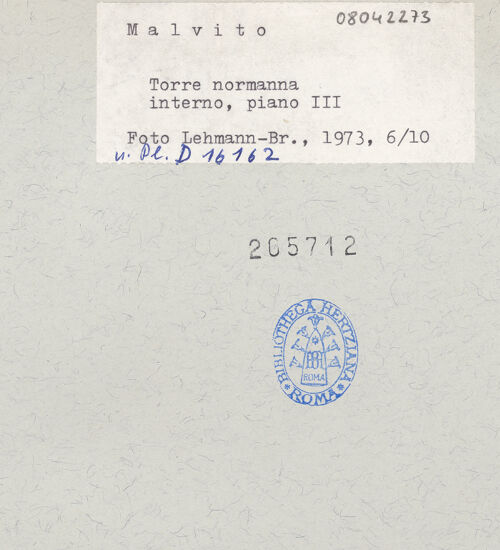 08042273
Malvito
Torre normanna
interno, piano III
Foto Lehmann-Br., 1973, 6/10
n. Pl. D 16162
205712
BIBLIOTHECA HERTZIANA
ROMA
ROMA